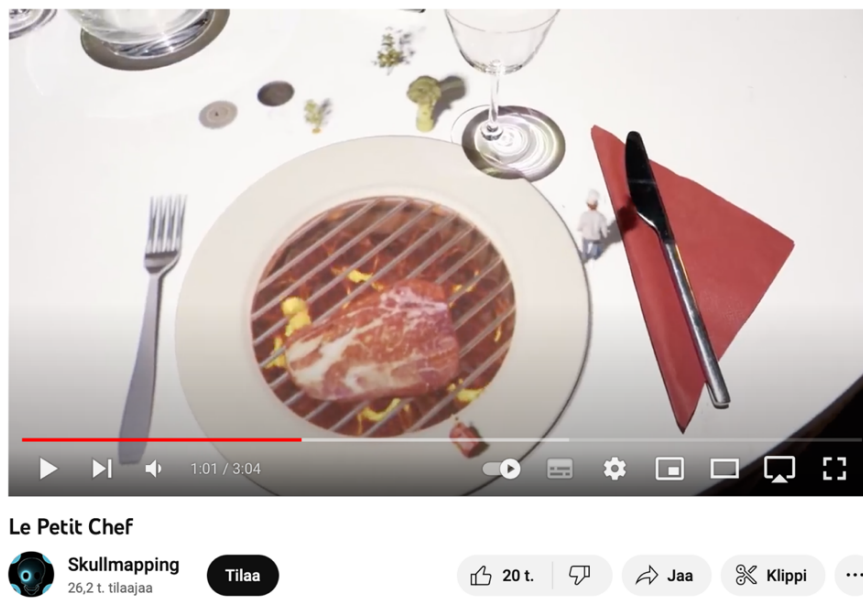 1:01 / 3:04
Le Petit Chef
Skullmapping
26,2 t. tilaajaa
Tilaa
20 t.
Jaa
Klippi